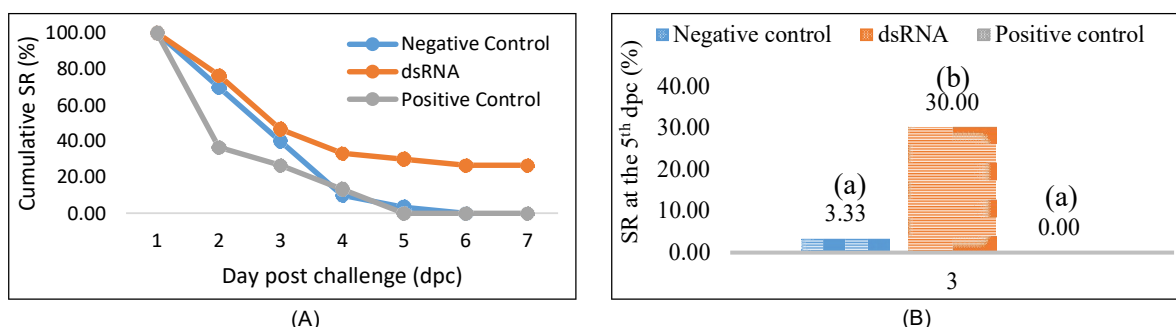 Cumulative SR (%)
100.00
80.00
60.00
40.00
20.00
0.00
Negative Control
dsRNA
Positive Control
1 2 3 4 5 6 7
Day post challenge (dpc)
(A)
Negative control dsRNA Positive control
SR at the 5th dpc (%)
40.00
30.00
20.00
10.00
0.00
(a)
3.33
(b)
30.00
(a)
0.00
3
(B)